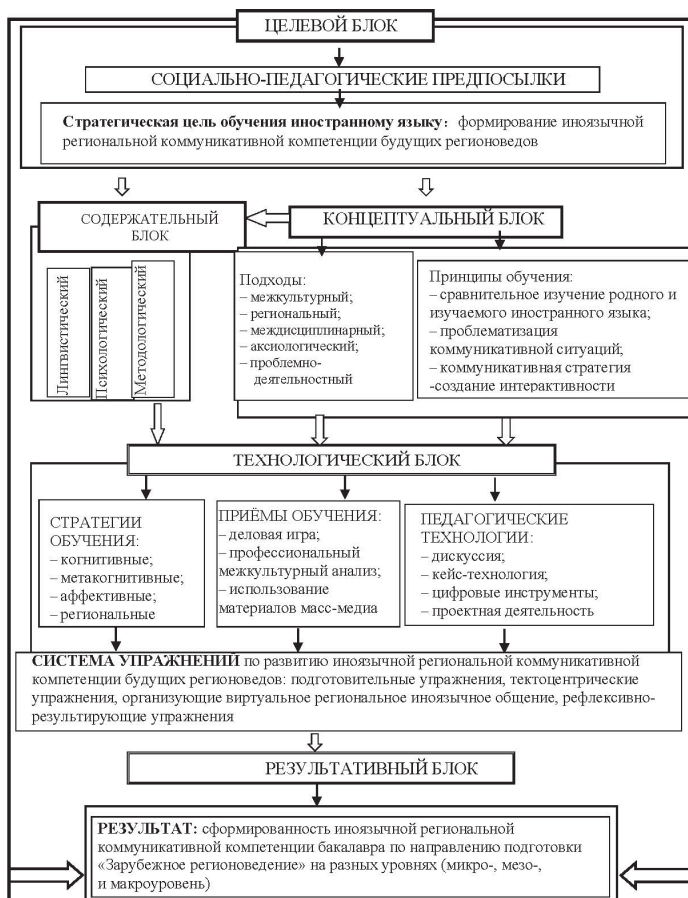 ЦЕЛЕВОЙ БЛОК
СОЦИАЛЬНО-ПЕДАГОГИЧЕСКИЕ ПРЕДПОСЫЛКИ
Стратегическая цель обучения иностранному языку: формирование иноязычной
региональной коммуникативной компетенции будущих регионоведов
СОДЕРЖАТЕЛЬНЫЙ
БЛОК
КОНЦЕПТУАЛЬНЫЙ БЛОК
Лингвистический
Психологический
Методологический
Подходы:
– межкультурный;
– региональный;
– междисциплинарный;
– аксиологический;
– проблемно-
деятельностный
Принципы обучения:
– сравнительное изучение родного и
изучаемого иностранного языка;
– проблематизация
коммуникативной ситуаций;
– коммуникативная стратегия
-создание интерактивности
ТЕХНОЛОГИЧЕСКИЙ БЛОК
СТРАТЕГИИ
ОБУЧЕНИЯ:
– когнитивные;
– метакогнитивные;
– аффективные;
– региональные
ПРИЁМЫ ОБУЧЕНИЯ:
– деловая игра;
– профессиональный
межкультурный анализ;
– использование
материалов масс-медиа
ПЕДАГОГИЧЕСКИЕ
ТЕХНОЛОГИИ:
– дискуссия;
– кейс-технология;
– цифровые инструменты;
– проектная деятельность
СИСТЕМА УПРАЖНЕНИЙ по развитию иноязычной региональной коммуникативной
компетенции будущих регионоведов: подготовительные упражнения, тектоцентрические
упражнения, организующие виртуальное региональное иноязычное общение, рефлексивно-
результирующие упражнения
РЕЗУЛЬТАТИВНЫЙ БЛОК
РЕЗУЛЬТАТ: сформированность иноязычной региональной
коммуникативной компетенции бакалавра по направлению подготовки
«Зарубежное регионоведение» на разных уровнях (микро-, мезо-,
и макроуровень)